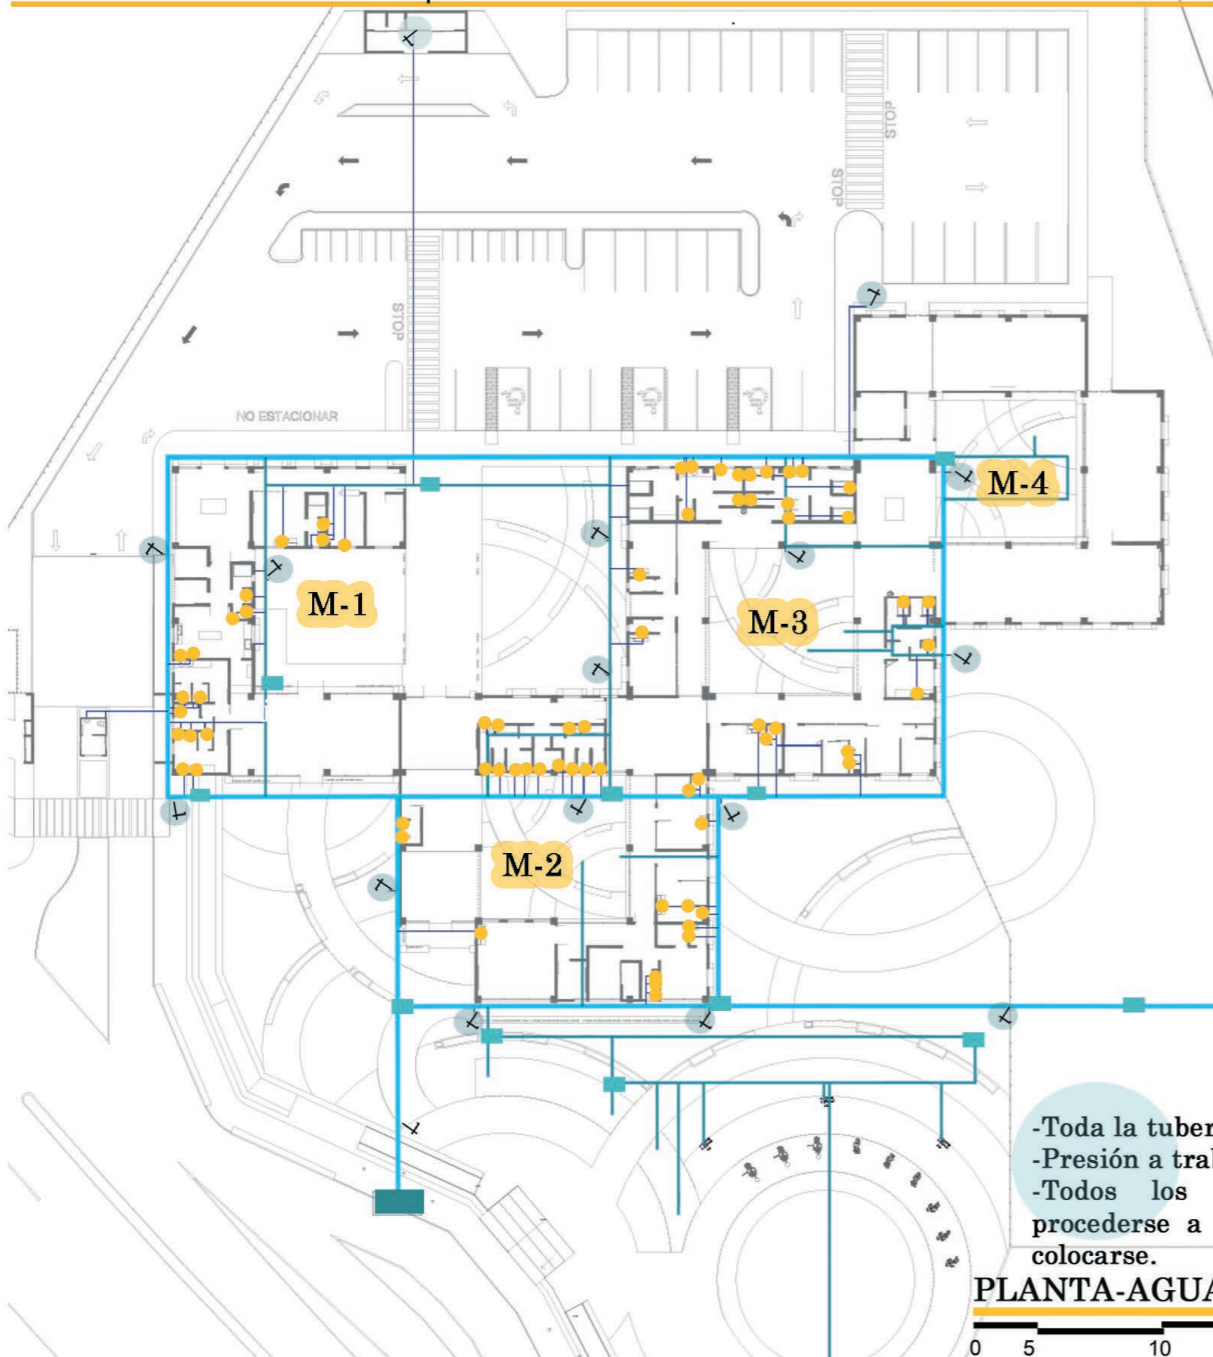 STOP
STOP
STOP
NO ESTACIONAR
M-4
M-1
M-3
M-2
-Toda la tuber
-Presión a tra
-Todos los
procederse a
colocarse.
PLANTA-AGUA
0 5 10